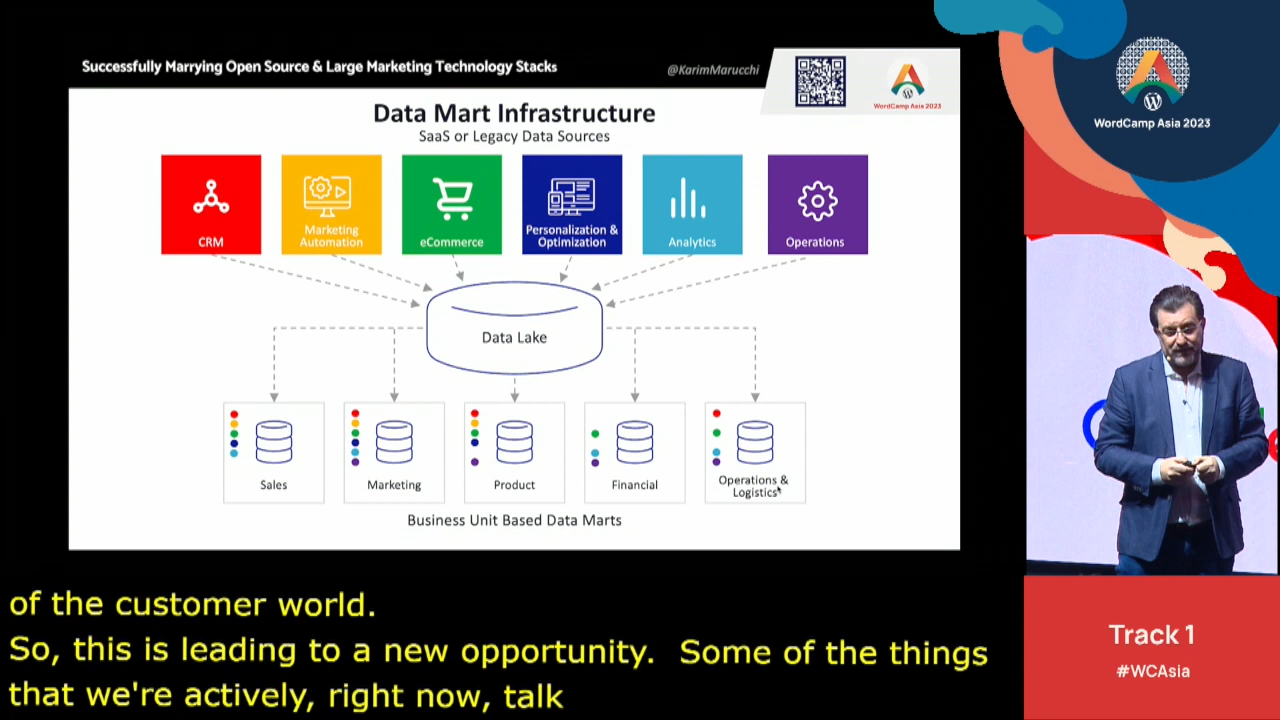 Successfully Marrying Open Source & Large Marketing Technology Stacks
@KarimMarucchi
WordCamp Asia 2023
WordCamp Asia 2023
Data Mart Infrastructure
SaaS or Legacy Data Sources
CRM
Marketing
Automation
eCommerce
Personalization &
Optimization
Analytics
Operations
Data Lake
Sales
Marketing
Product
Financial
Operations &
Logistics
Business Unit Based Data Marts
of the customer world.
So, this is leading to a new opportunity.  Some of the things
that we're actively, right now, talk
Track 1
#WCAsia